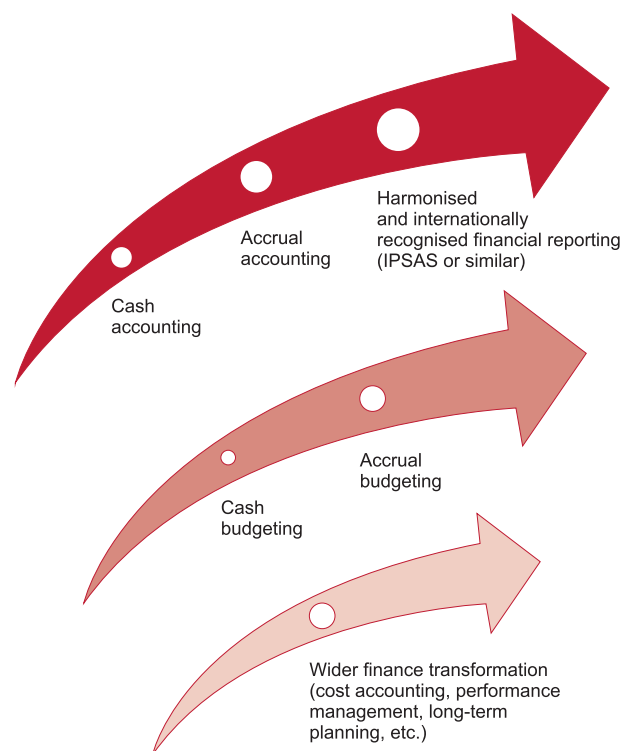 Harmonised
and internationally
recognised financial reporting
(IPSAS or similar)
Accrual
accounting
Cash
accounting
Accrual
budgeting
Cash
budgeting
Wider finance transformation
(cost accounting, performance
management, long-term
planning, etc.)